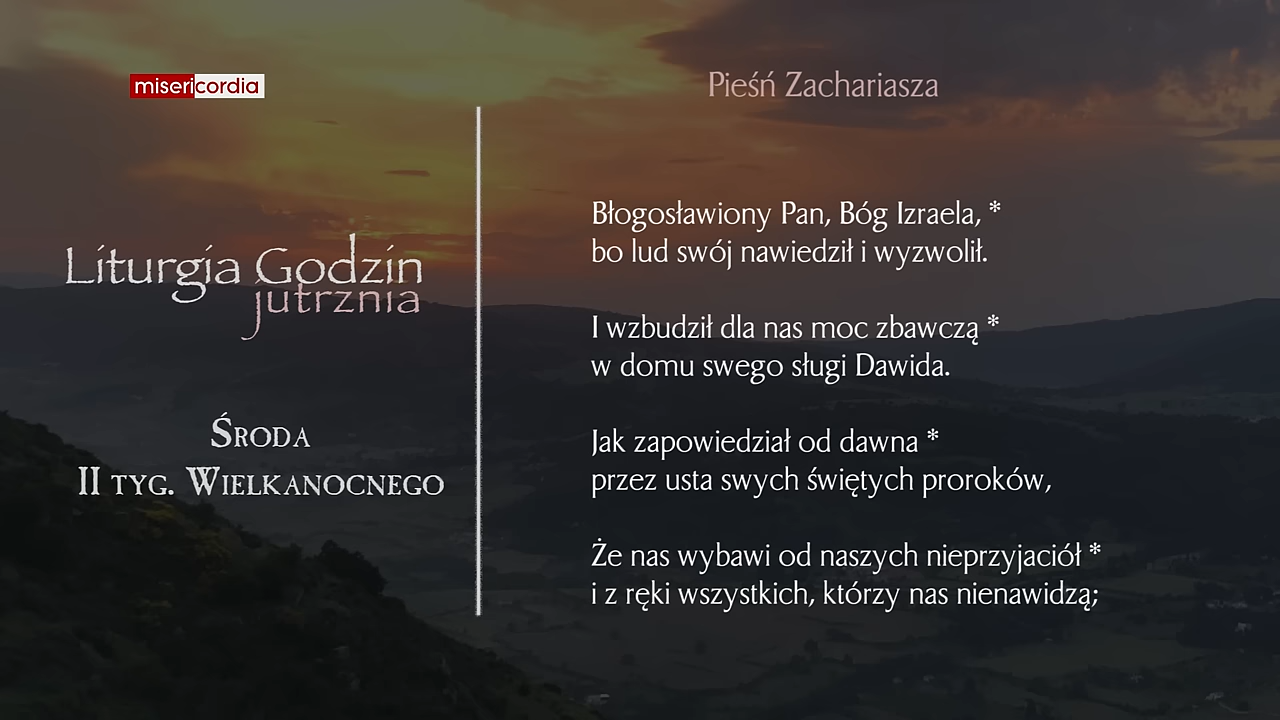 misericordia
Liturgia Godzin
jutrznia
Środa
II tyg. Wielkanocnego
Pieśń Zachariasza
Błogosławiony Pan, Bóg Izraela, *
bo lud swój nawiedził i wyzwolił.
I wzbudził dla nas moc zbawczą *
w domu swego sługi Dawida.
Jak zapowiedział od dawna *
przez usta swych świętych proroków,
Że nas wybawi od naszych nieprzyjaciół *
i z ręki wszystkich, którzy nas nienawidzą;